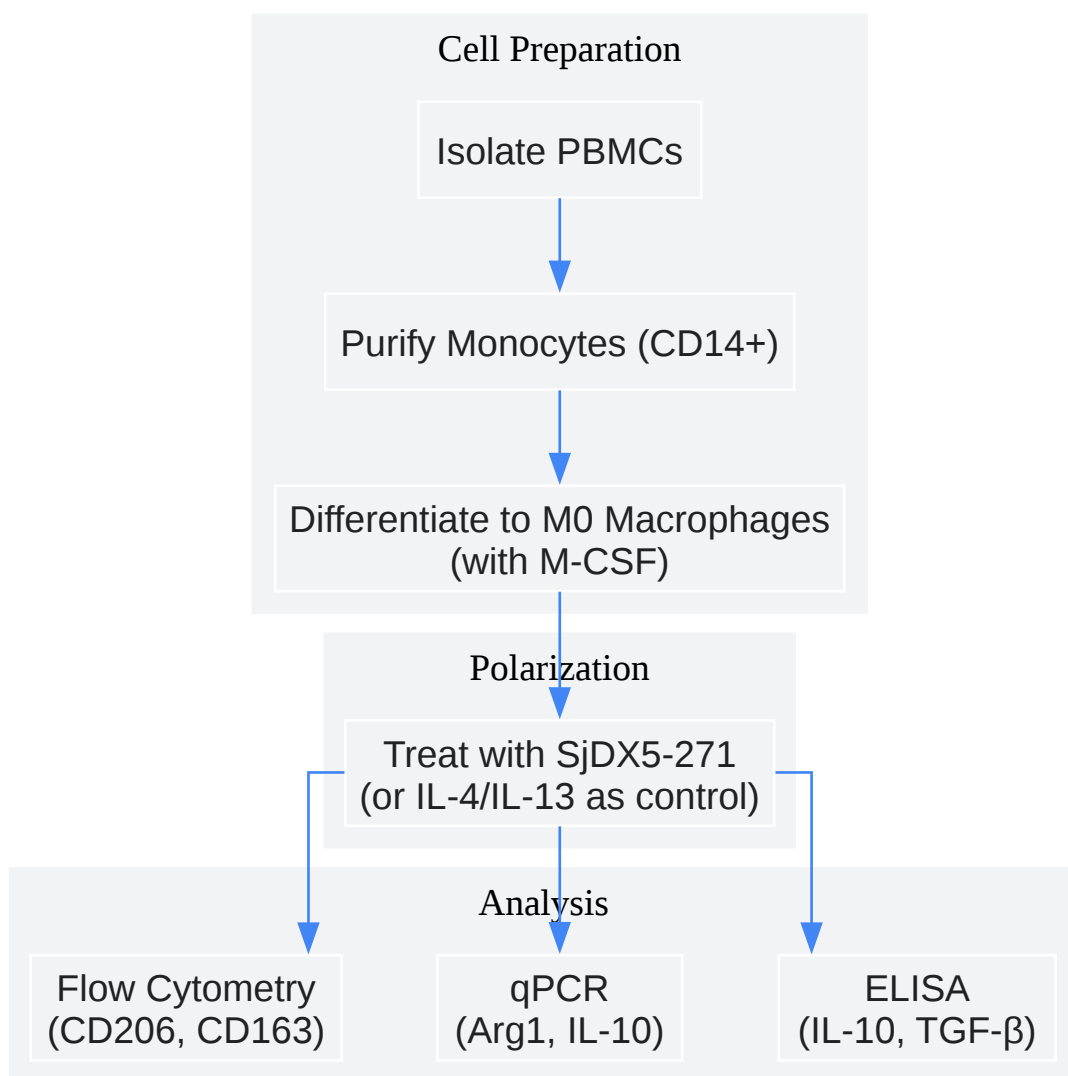 Cell Preparation
Isolate PBMCs
Purify Monocytes (CD14+)
Differentiate to M0 Macrophages
(with M-CSF)
Polarization
Treat with SjDX5-271
(or IL-4/IL-13 as control)
Analysis
Flow Cytometry
(CD206, CD163)
qPCR
(Arg1, IL-10)
ELISA
(IL-10, TGF-β)